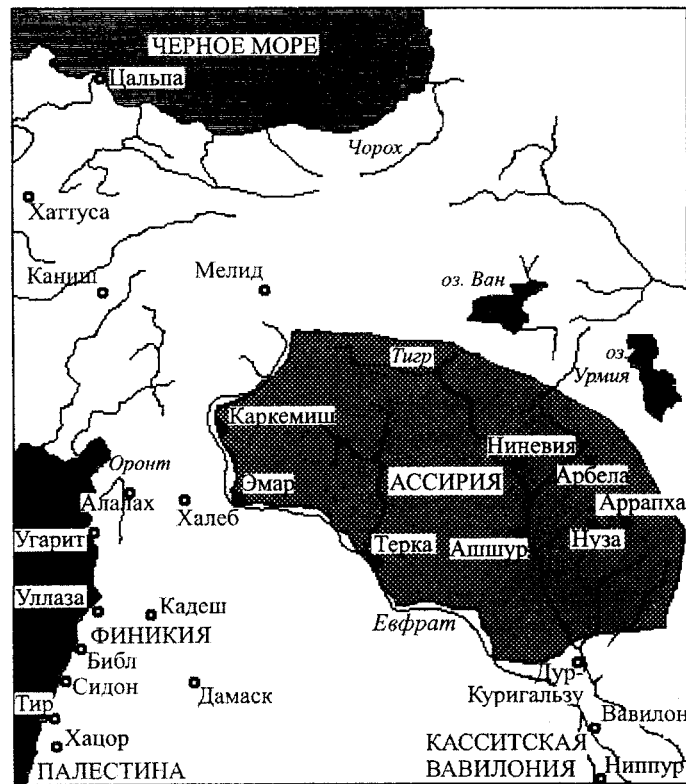 ЧЕРНОЕ МОРЕ
Цальпа
Чорох
Хаттуса
Каниш
Мелид
оз. Ван
оз.
Урмия
Тигр
Каркемиш
Ниневия
Оронт
Эмар
АССИРИЯ
Арбела
Алалах
Халеб
Аррапха
Угарит
Терка
Ашшур
Нуза
Уллаза
Кадеш
Евфрат
ФИНИКИЯ
Библ
Сидон
Дамаск
Дур-
Куригальзу
Тир
Вавилон
Хацор
КАССИТСКАЯ
ВАВИЛОНИЯ
Ниппур
ПАЛЕСТИНА